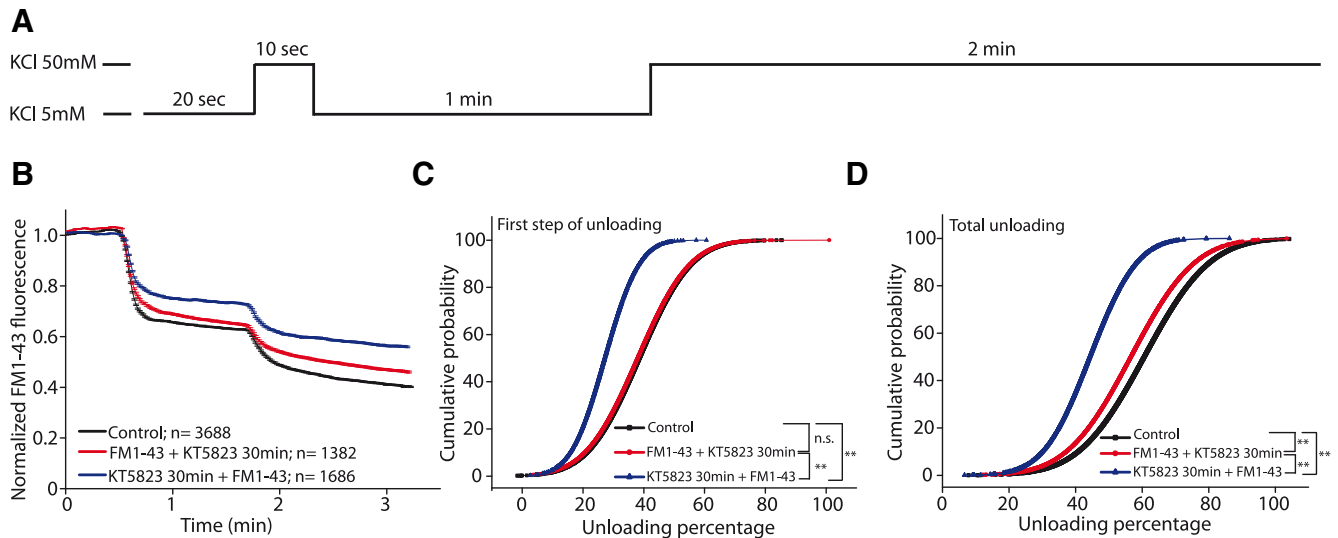 A
KCl 50mM
10 sec
2 min
KCl 5mM
20 sec
1 min
B
Normalized FM1-43 fluorescence
1.0
0.8
0.6
0.4
0.2
0
Control; n= 3688
FM1-43 + KT5823 30min; n= 1382
KT5823 30min + FM1-43; n= 1686
0
1
2
3
Time (min)
C
First step of unloading
Cumulative probability
100
80
60
40
20
0
Control
FM1-43 + KT5823 30min
KT5823 30min + FM1-43
n.s.
**
**
0
20
40
60
80
100
Unloading percentage
D
Total unloading
Cumulative probability
100
80
60
40
20
0
Control
FM1-43 + KT5823 30min
KT5823 30min + FM1-43
**
**
**
0
20
40
60
80
100
Unloading percentage